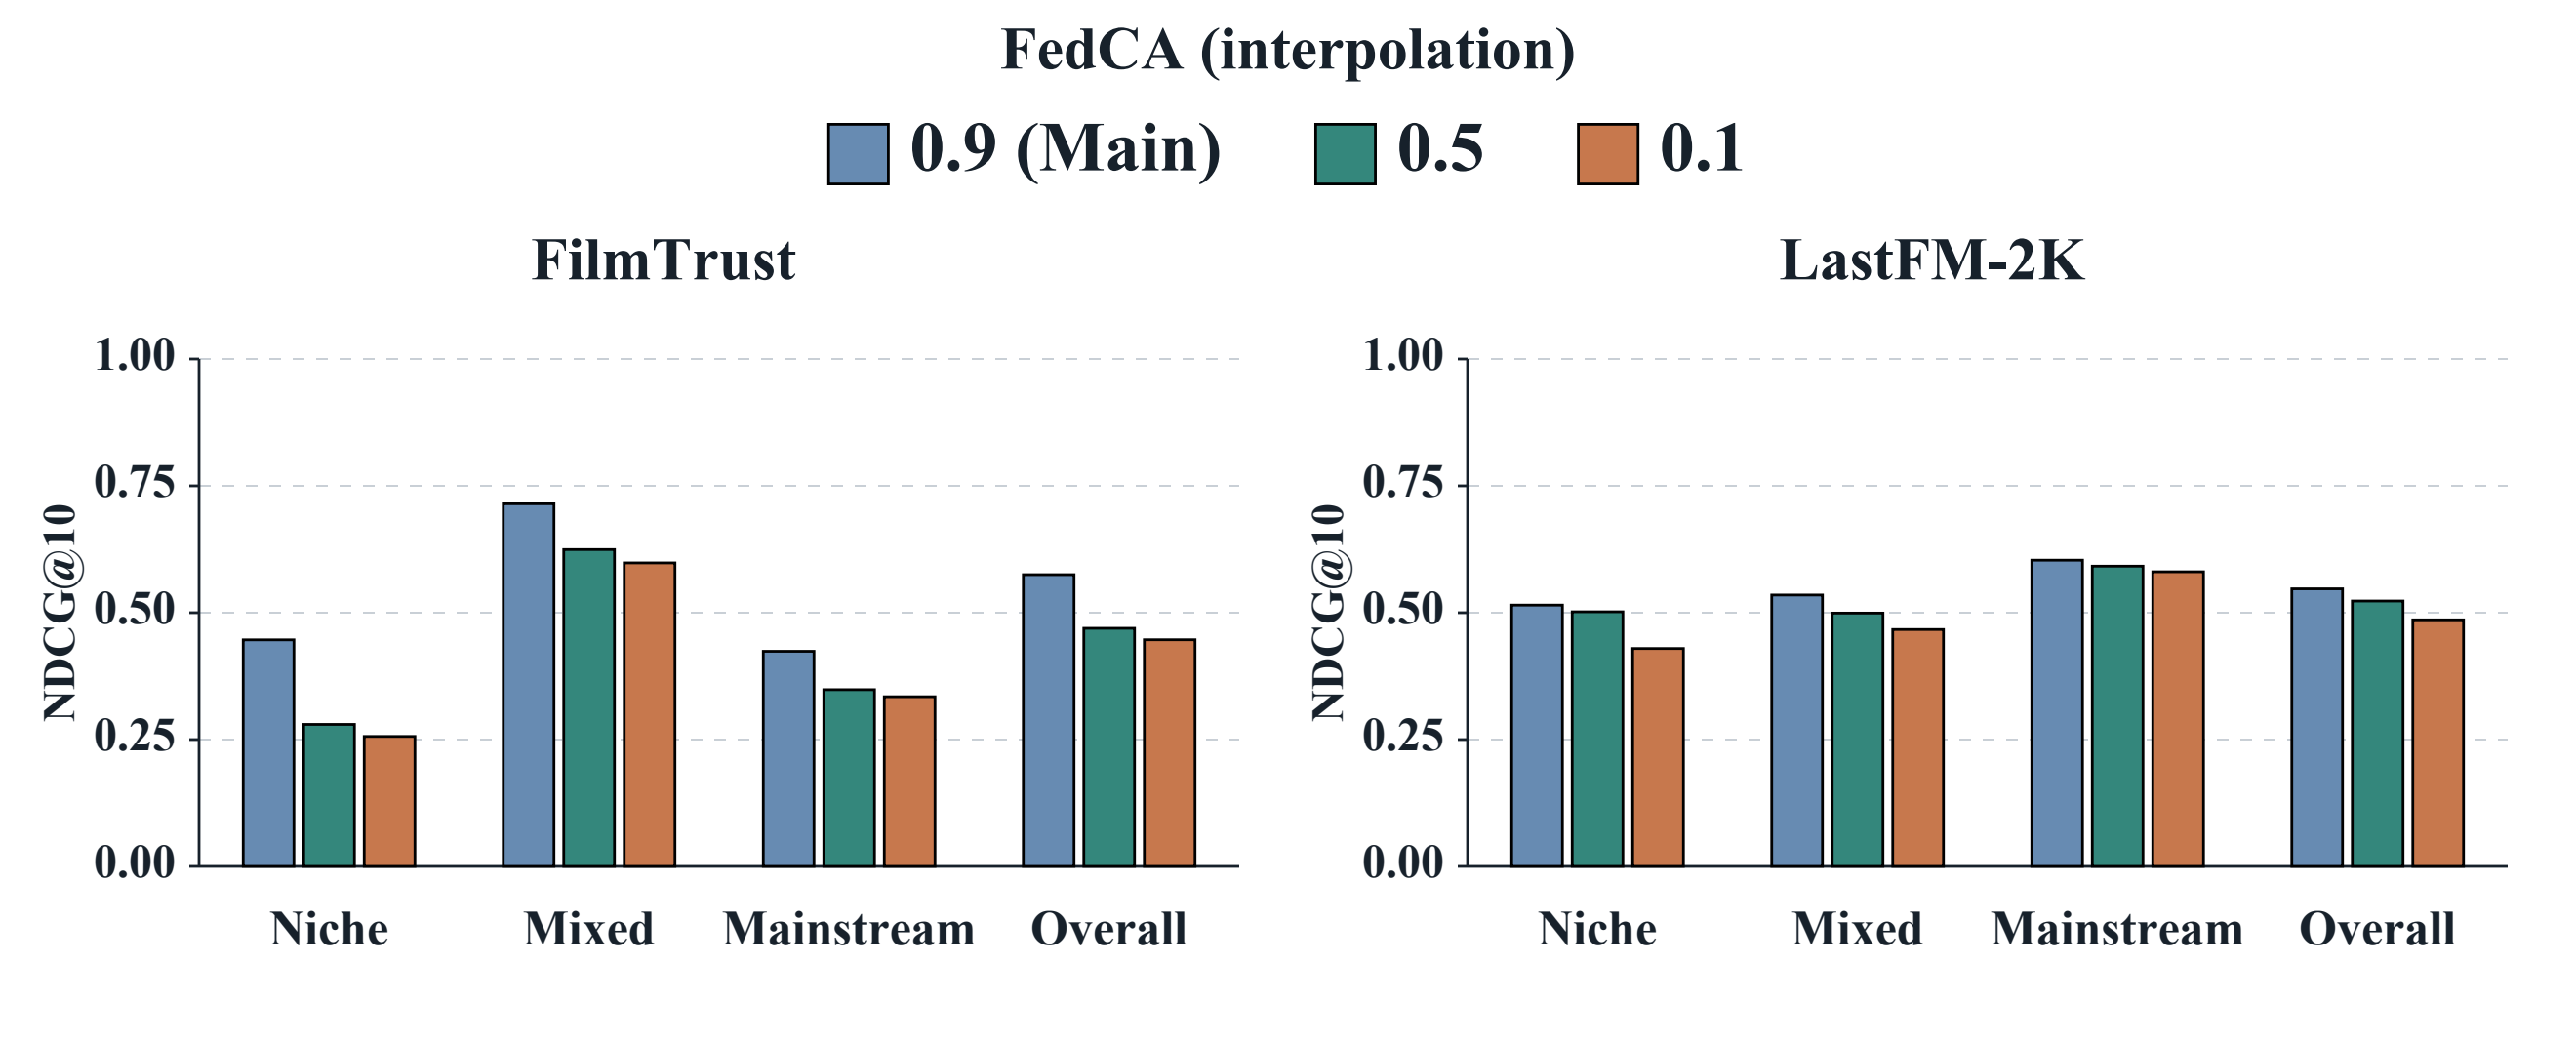 FedCA (interpolation)
0.9 (Main) 0.5 0.1
FilmTrust
NDCG@10
1.00
0.75
0.50
0.25
0.00
Niche Mixed Mainstream Overall
LastFM-2K
NDCG@10
1.00
0.75
0.50
0.25
0.00
Niche Mixed Mainstream Overall